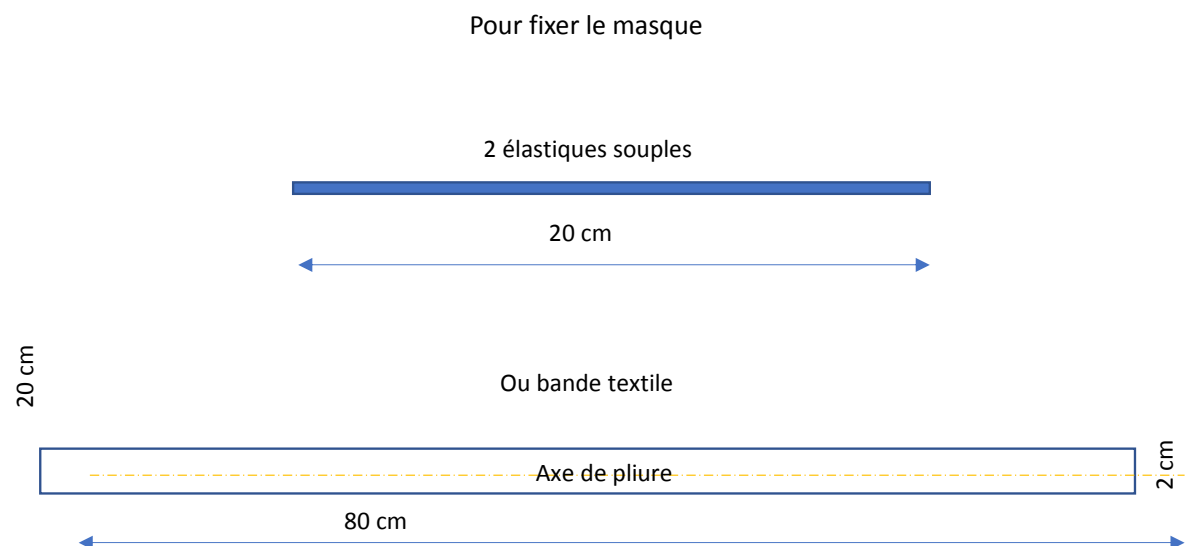 Pour fixer le masque
2 élastiques souples
20 cm
20 cm
Ou bande textile
Axe de pliure
2 cm
80 cm